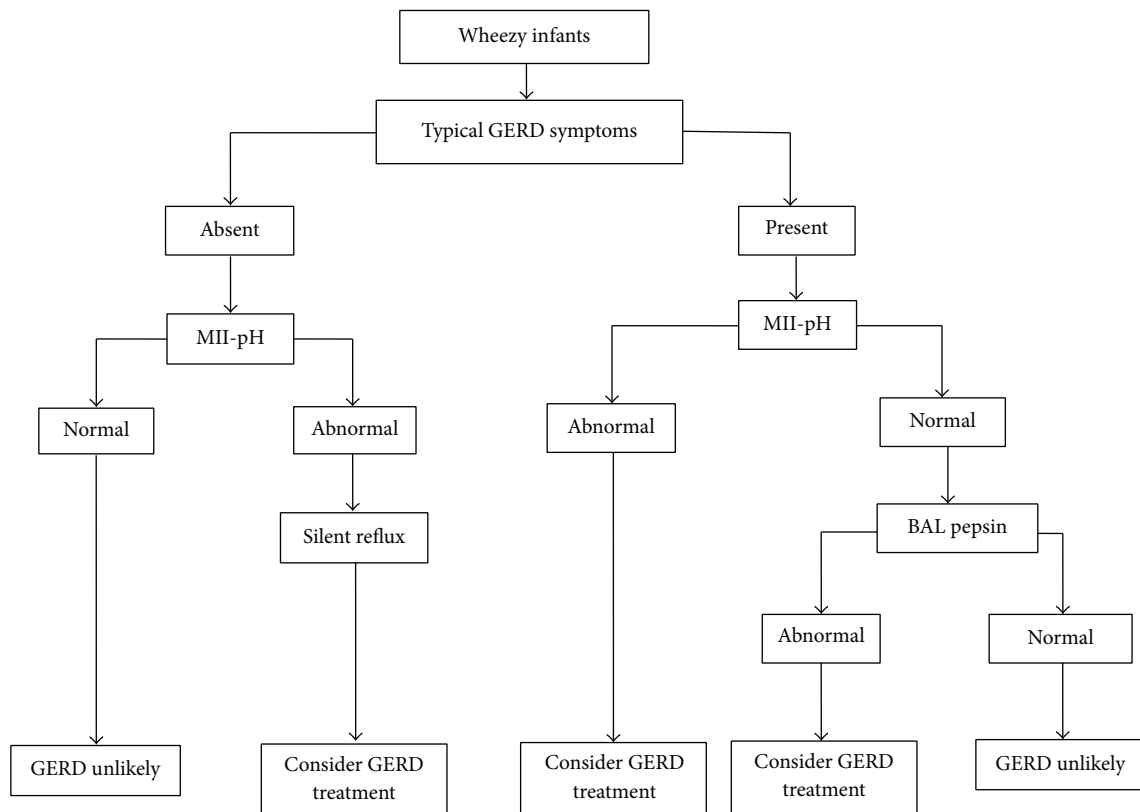 Wheezy infants
Typical GERD symptoms
Absent
Present
MII-pH
MII-pH
Normal
Abnormal
Abnormal
Normal
Silent reflux
BAL pepsin
Abnormal
Normal
GERD unlikely
Consider GERD
treatment
Consider GERD
treatment
Consider GERD
treatment
GERD unlikely